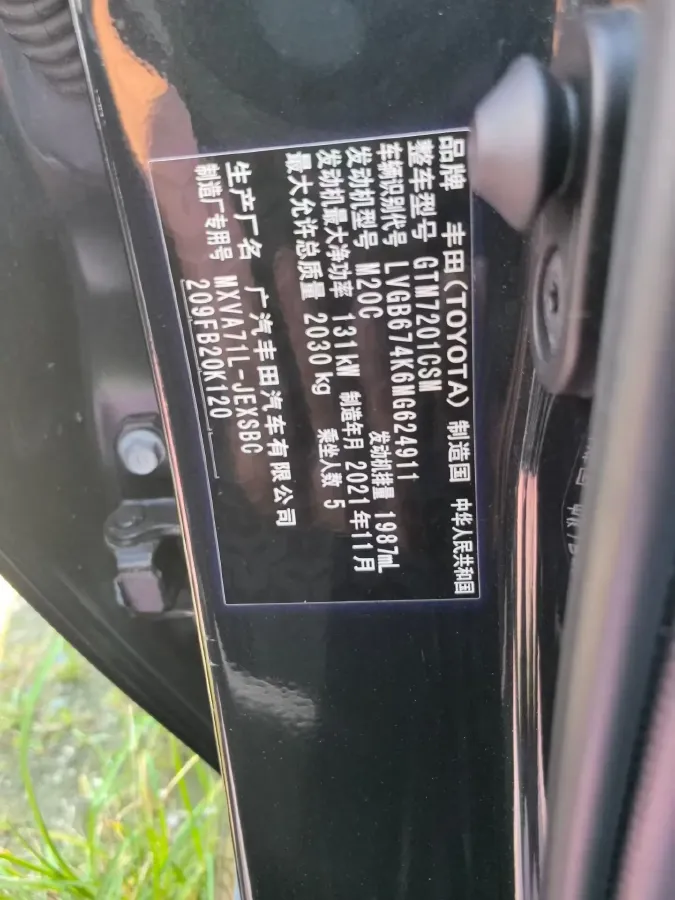 品牌 丰田(TOYOTA) 制造国 中华人民共和国
整车型号 GTM7201CSM
车辆识别代号 LVGB674K6MG624911
发动机型号 M20C 发动机排量 1987mL
发动机最大净功率 131kW 制造年月 2021年11月
最大允许总质量 2030kg 乘坐人数 5
生产厂名 广汽丰田汽车有限公司
制造厂专用号 MXVA71L-JEXSBC
209FB20K120